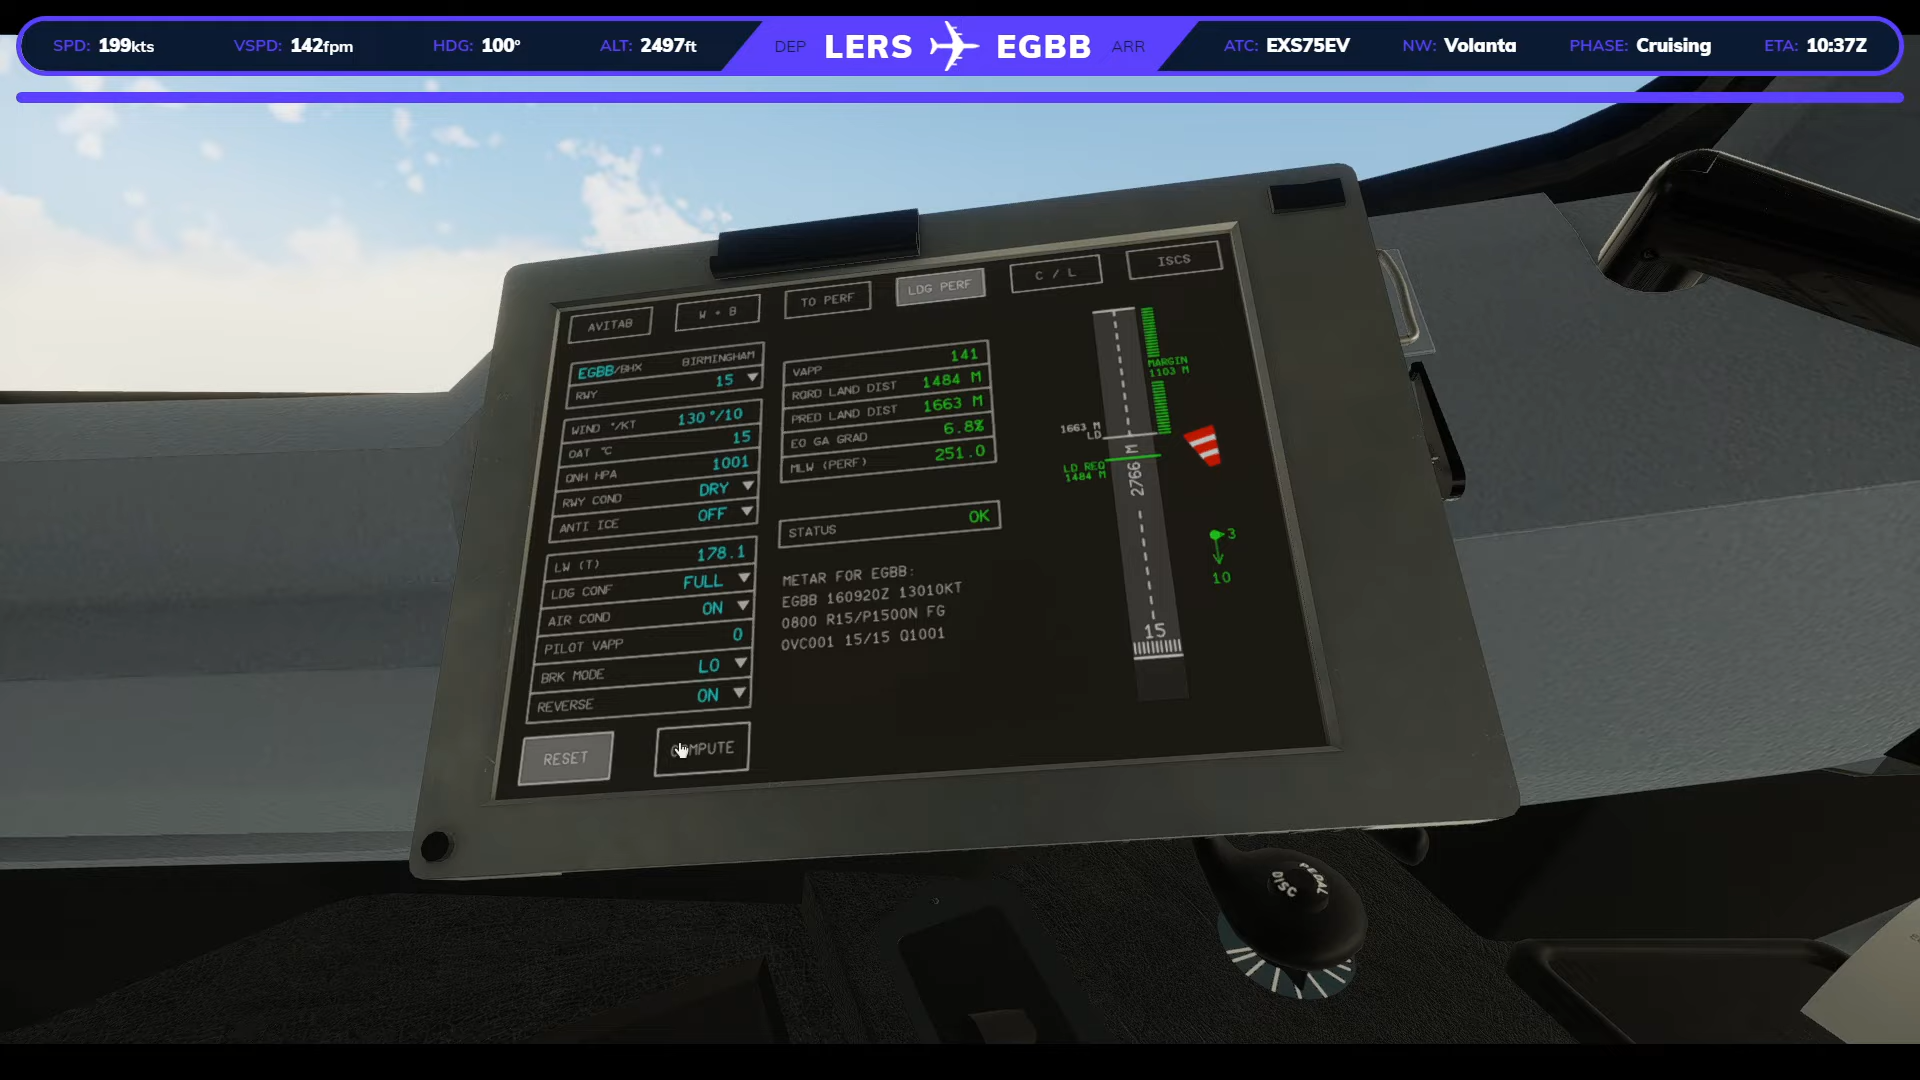 SPD: 199kts VSPD: 142fpm HDG: 100° ALT: 2497ft DEP LERS EGBB ARR ATC: EXS75EV NW: Volanta PHASE: Cruising ETA: 10:37Z
AVITAB W + B TO PERF LDG PERF C / L ISCS
EGBB/BHX BIRMINGHAM
RWY 15
WIND °/KT 130°/10
OAT °C 15
QNH HPA 1001
RWY COND DRY
ANTI ICE OFF
LW (T) 178.1
LDG CONF FULL
AIR COND ON
PILOT VAPP 0
BRK MODE LO
REVERSE ON
RESET COMPUTE
VAPP 141
RQRD LAND DIST 1484 M
PRED LAND DIST 1663 M
EO GA GRAD 6.8%
MLW (PERF) 251.0
STATUS OK
METAR FOR EGBB:
EGBB 160920Z 13010KT
0800 R15/P1500N FG
OVC001 15/15 Q1001
MARGIN
1103 M
1663 M
LD
LD REQ
1484 M
2766 M
3
10
15
PEDAL
DISC